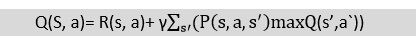 Q(S, a)= R(s, a)+ γ∑s′(P(s, a, s′)maxQ(s′,a`))